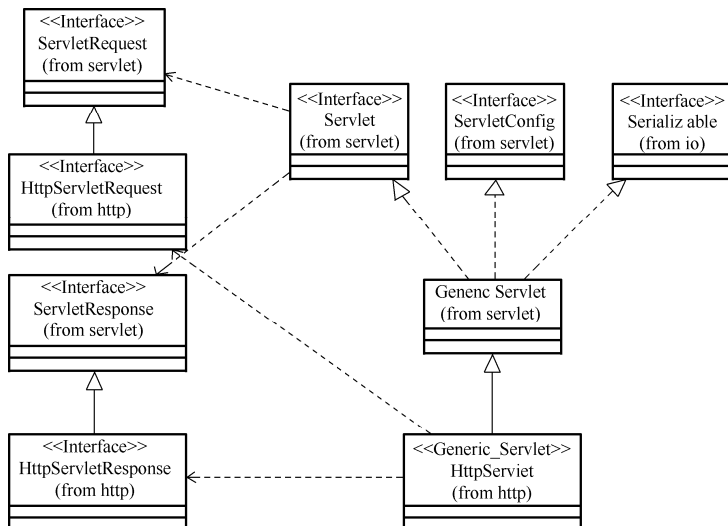 <<Interface>>
ServletRequest
(from servlet)
<<Interface>>
Servlet
(from servlet)
<<Interface>>
ServletConfig
(from servlet)
<<Interface>>
Serializ able
(from io)
<<Interface>>
HttpServletRequest
(from http)
<<Interface>>
ServletResponse
(from servlet)
Genenc Servlet
(from servlet)
<<Interface>>
HttpServletResponse
(from http)
<<Generic_Servlet>>
HttpServiet
(from http)